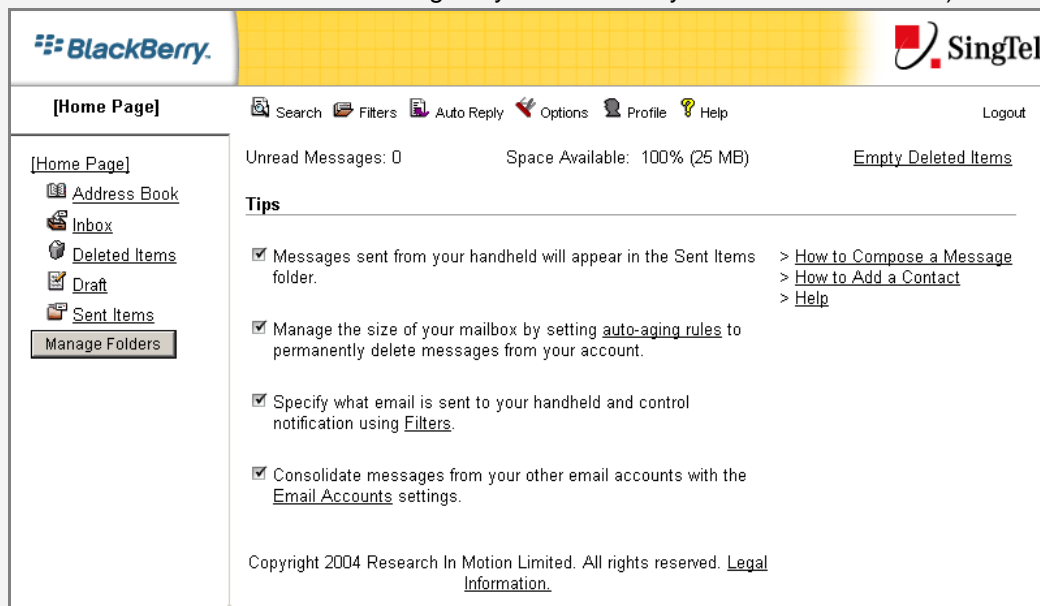 BlackBerry.
SingTel
[Home Page]
Search Filters Auto Reply Options Profile Help Logout
[Home Page]
Address Book
Inbox
Deleted Items
Draft
Sent Items
Manage Folders
Unread Messages: 0 Space Available: 100% (25 MB) Empty Deleted Items
Tips
Messages sent from your handheld will appear in the Sent Items
folder.
> How to Compose a Message
> How to Add a Contact
> Help
Manage the size of your mailbox by setting auto-aging rules to
permanently delete messages from your account.
Specify what email is sent to your handheld and control
notification using Filters.
Consolidate messages from your other email accounts with the
Email Accounts settings.
Copyright 2004 Research In Motion Limited. All rights reserved. Legal
Information.